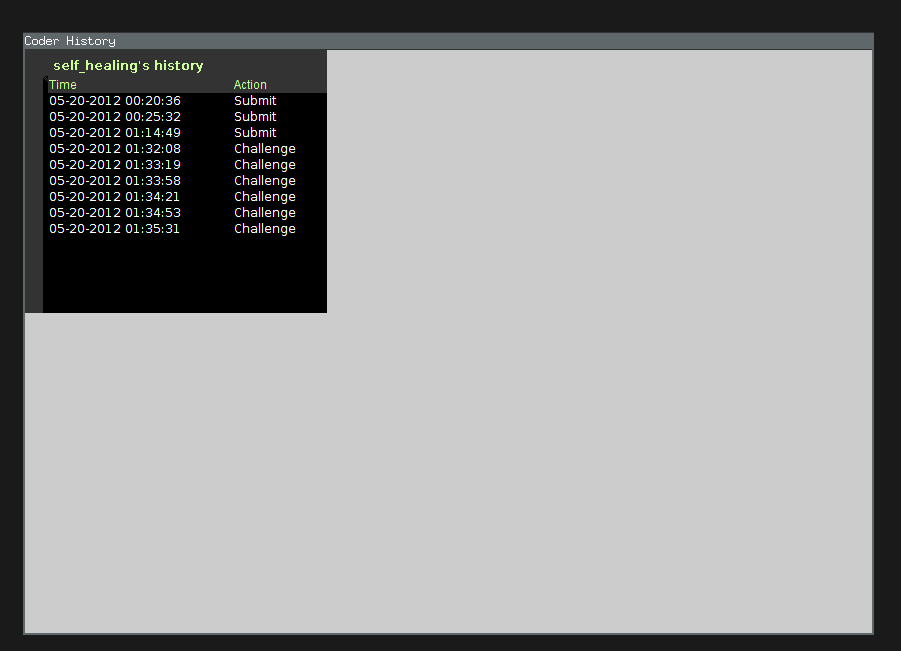 Coder History
self_healing's history
Time Action
05-20-2012 00:20:36 Submit
05-20-2012 00:25:32 Submit
05-20-2012 01:14:49 Submit
05-20-2012 01:32:08 Challenge
05-20-2012 01:33:19 Challenge
05-20-2012 01:33:58 Challenge
05-20-2012 01:34:21 Challenge
05-20-2012 01:34:53 Challenge
05-20-2012 01:35:31 Challenge